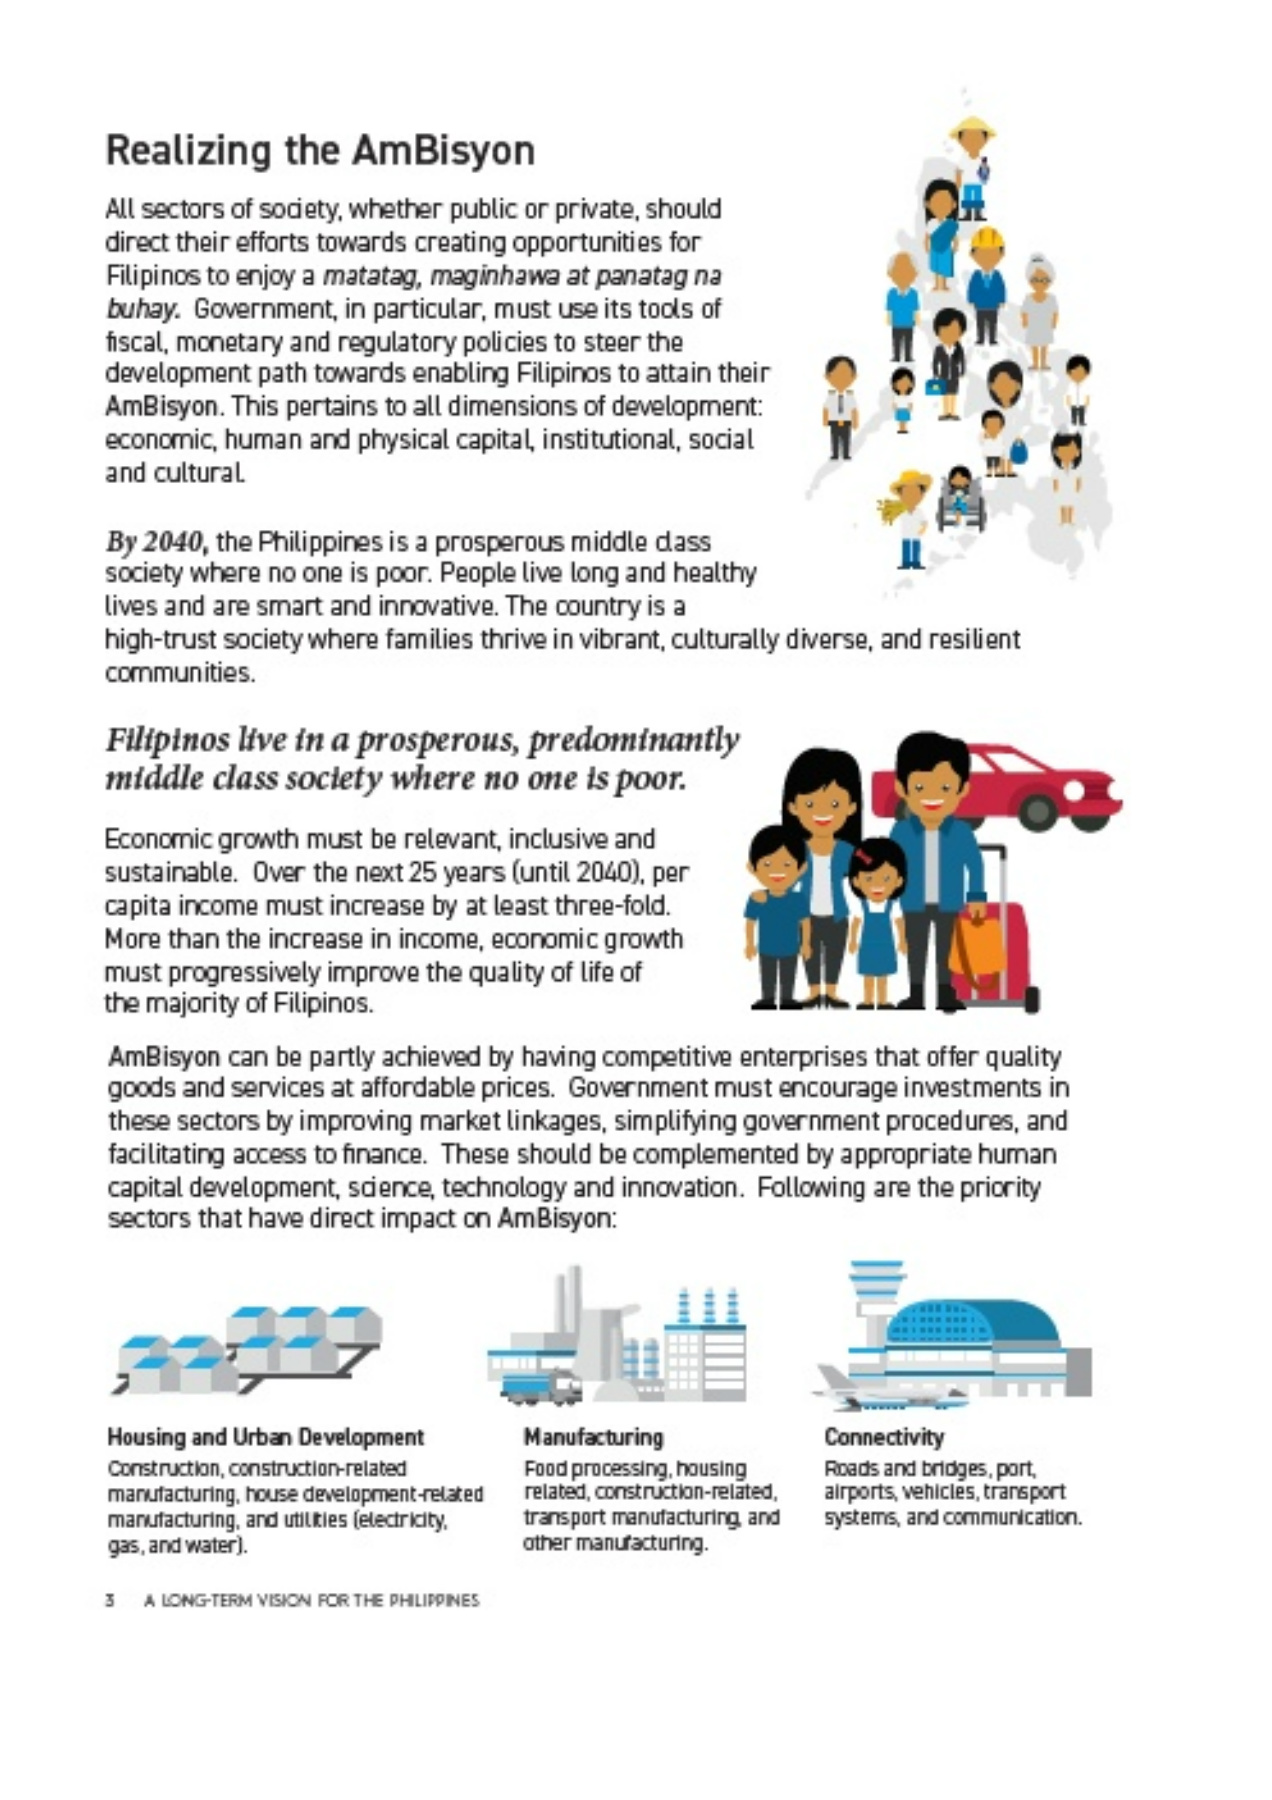 Realizing the AmBisyon
All sectors of society, whether public or private, should
direct their efforts towards creating opportunities for
Filipinos to enjoy a matatag, maginhawa at panatag na
buhay. Government, in particular, must use its tools of
fiscal, monetary and regulatory policies to steer the
development path towards enabling Filipinos to attain their
AmBisyon. This pertains to all dimensions of development:
economic, human and physical capital, institutional, social
and cultural.
By 2040, the Philippines is a prosperous middle class
society where no one is poor. People live long and healthy
lives and are smart and innovative. The country is a
high-trust society where families thrive in vibrant, culturally diverse, and resilient
communities.
Filipinos live in a prosperous, predominantly
middle class society where no one is poor.
Economic growth must be relevant, inclusive and
sustainable. Over the next 25 years (until 2040), per
capita income must increase by at least three-fold.
More than the increase in income, economic growth
must progressively improve the quality of life of
the majority of Filipinos.
AmBisyon can be partly achieved by having competitive enterprises that offer quality
goods and services at affordable prices. Government must encourage investments in
these sectors by improving market linkages, simplifying government procedures, and
facilitating access to finance. These should be complemented by appropriate human
capital development, science, technology and innovation. Following are the priority
sectors that have direct impact on AmBisyon:
Housing and Urban Development
Construction, construction-related
manufacturing, house development-related
manufacturing, and utilities (electricity,
gas, and water).
Manufacturing
Food processing, housing
related, construction-related,
transport manufacturing, and
other manufacturing.
Connectivity
Roads and bridges, port,
airports, vehicles, transport
systems, and communication.
3 A LONG-TERM VISION FOR THE PHILIPPINES